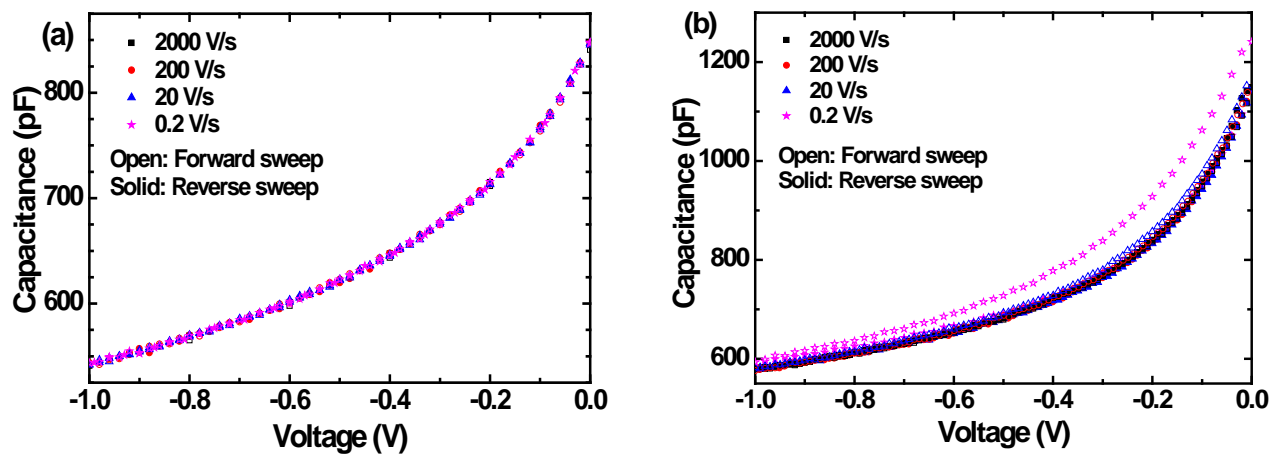 (a)
2000 V/s
200 V/s
20 V/s
0.2 V/s
Open: Forward sweep
Solid: Reverse sweep
Capacitance (pF)
800
700
600
-1.0 -0.8 -0.6 -0.4 -0.2 0.0
Voltage (V)
(b)
2000 V/s
200 V/s
20 V/s
0.2 V/s
Open: Forward sweep
Solid: Reverse sweep
Capacitance (pF)
1200
1000
800
600
-1.0 -0.8 -0.6 -0.4 -0.2 0.0
Voltage (V)